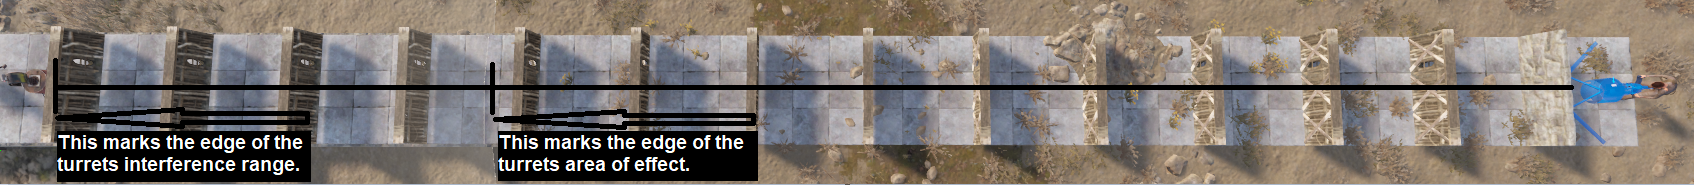 This marks the edge of the
turrets interference range.
This marks the edge of the
turrets area of effect.